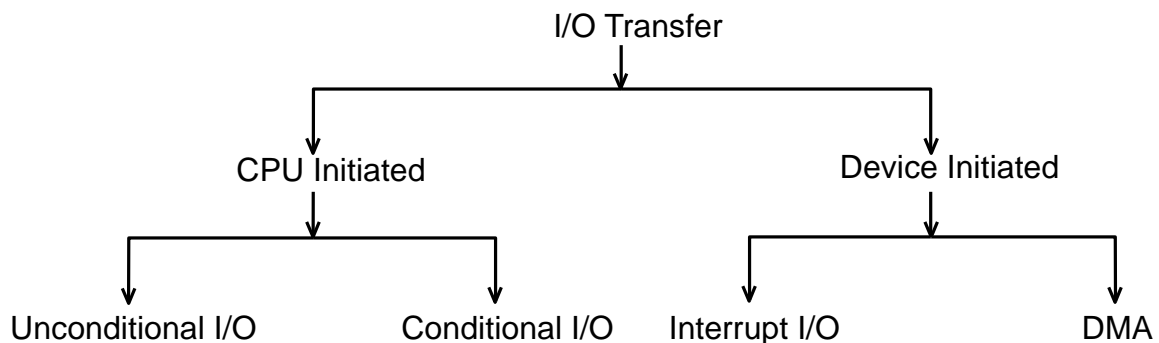 I/O Transfer
CPU Initiated
Device Initiated
Unconditional I/O
Conditional I/O
Interrupt I/O
DMA